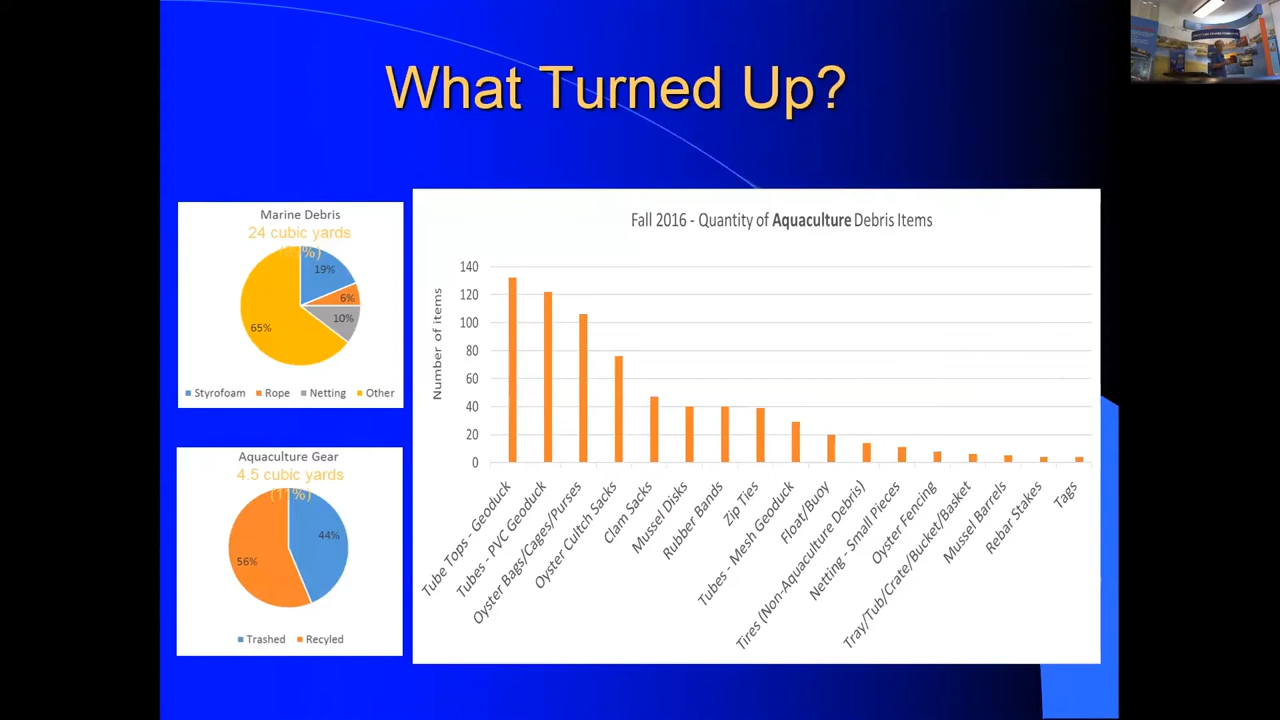 What Turned Up?
Marine Debris
24 cubic yards
19%
6%
10%
65%
Styrofoam Rope Netting Other
Aquaculture Gear
4.5 cubic yards
(11%)
44%
56%
Trashed Recyled
Fall 2016 - Quantity of Aquaculture Debris Items
Number of items
140
120
100
80
60
40
20
0
Tube Tops - Geoduck
Tubes - PVC Geoduck
Oyster Bags/Cages/Purses
Oyster Cultch Sacks
Clam Sacks
Mussel Disks
Rubber Bands
Zip Ties
Tubes - Mesh Geoduck
Float/Buoy
Tires (Non-Aquaculture Debris)
Netting - Small Pieces
Oyster Fencing
Tray/Tub/Crate/Bucket/Basket
Mussel Barrels
Rebar Stakes
Tags